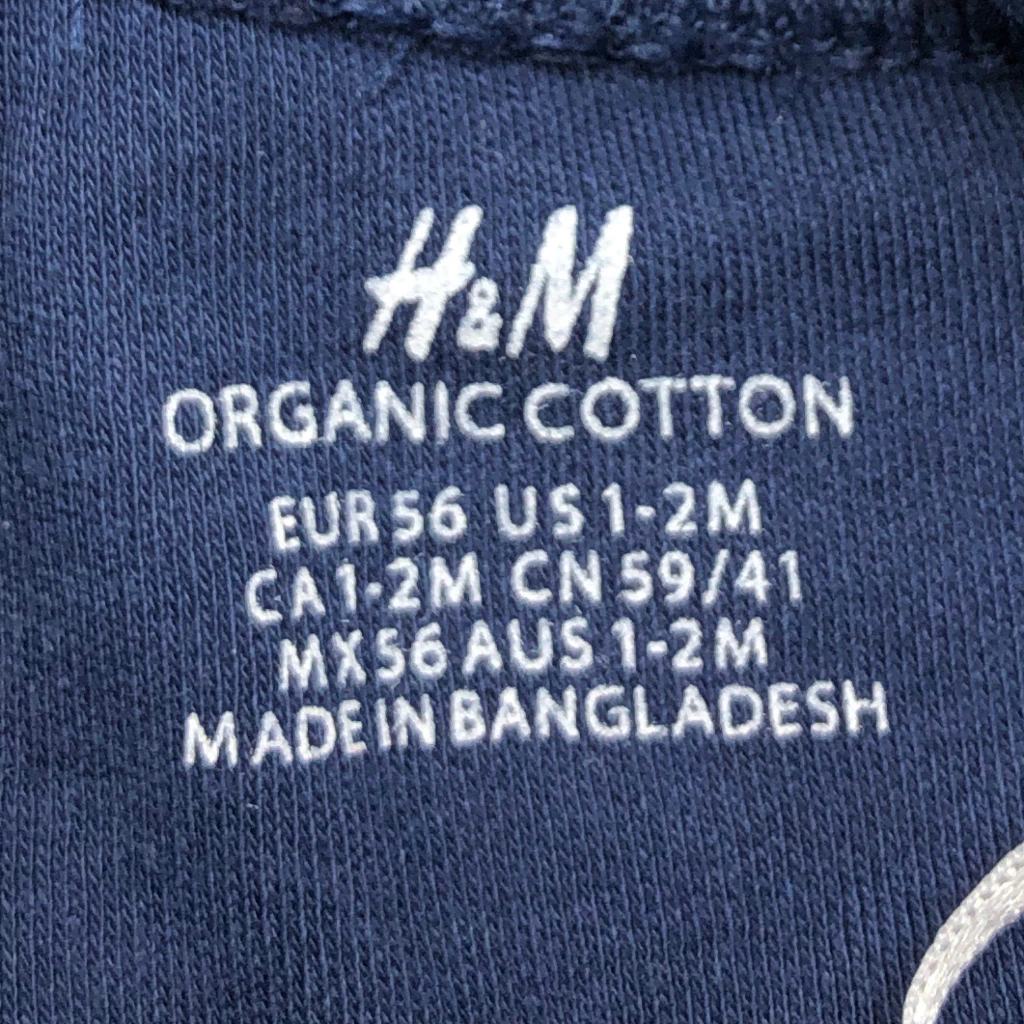 H&M
ORGANIC COTTON
EUR 56 US 1-2M
CA 1-2M CN 59/41
MX 56 AUS 1-2M
MADE IN BANGLADESH